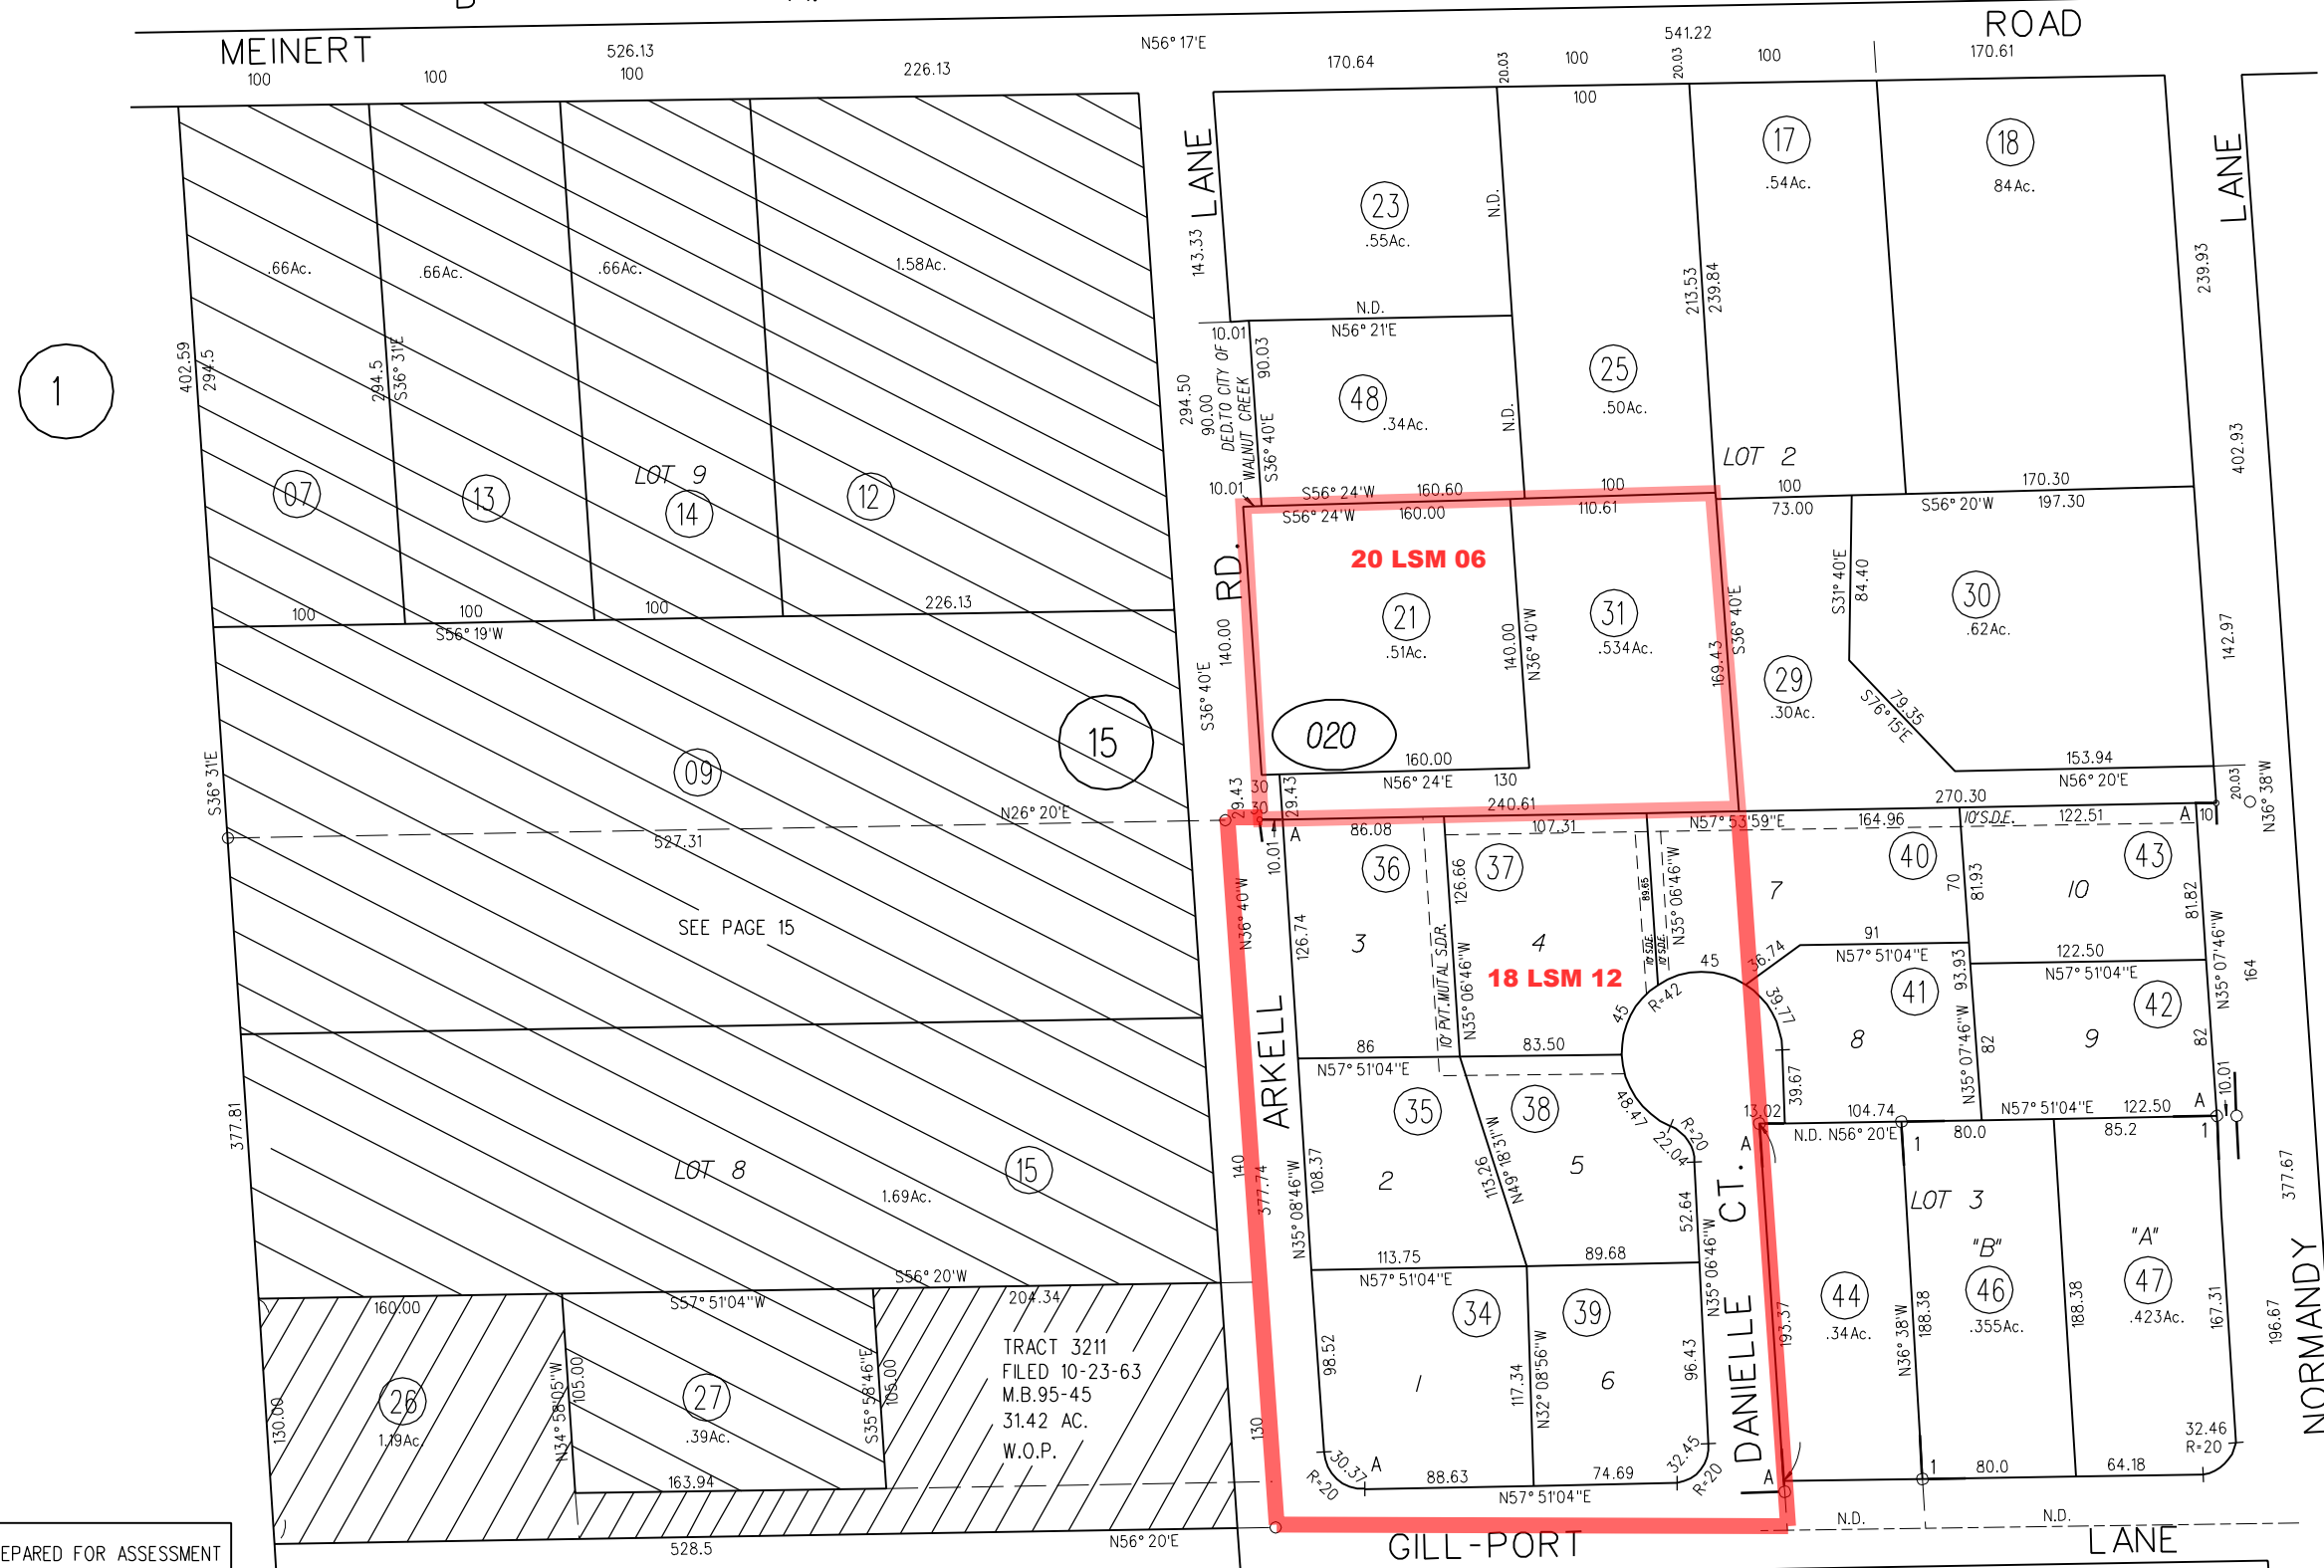 MEINERT
ROAD
526.13
N56° 17'E
541.22
100
100
100
226.13
170.64
20.03
100
20.03
100
170.61
100
LANE
LANE
17
.54Ac.
18
84Ac.
23
.55Ac.
N.D.
143.33
213.53
239.84
239.93
.66Ac.
.66Ac.
.66Ac.
1.58Ac.
N.D.
N56° 21'E
10.01
90.03
1
402.59
294.5
294.5
S36° 31'E
294.50
90.00
DED.TO CITY OF
WALNUT CREEK
S36° 40'E
48
.34Ac.
N.D.
25
.50Ac.
402.93
LOT 2
LOT 9
07
13
14
12
10.01
S56° 24'W
160.60
100
100
170.30
S56° 24'W
160.00
110.61
73.00
S56° 20'W
197.30
20 LSM 06
RD.
21
.51Ac.
31
.534Ac.
140.00
140.00
N36° 40'W
S36° 40'E
169.43
S31° 40'E
84.40
30
.62Ac.
142.97
100
100
100
226.13
S56° 19'W
S36° 40'E
29
.30Ac.
79.35
S76° 15'E
020
15
09
S36° 31'E
160.00
N56° 24'E
130
153.94
N56° 20'E
20.03
N36° 38'W
29.43
30
30
29.43
N26° 20'E
527.31
240.61
270.30
A
86.08
107.31
N57° 53'59"E
164.96
10'S.D.E.
122.51
A
10
10.01
36
37
40
43
126.66
89.65
N35° 06'46"W
7
70
81.93
10
81.82
SEE PAGE 15
N36° 40'W
126.74
3
4
10' PVT. MUTAL S.D.R.
N35° 06'46"W
10' S.D.E.
10' S.D.E.
18 LSM 12
45
45
R=42
36.74
91
N57° 51'04"E
122.50
N57° 51'04"E
N35° 07'46"W
164
39.77
41
93.93
42
8
N35° 07'46"W
82
9
82
10.01
ARKELL
86
N57° 51'04"E
83.50
39.67
35
38
48.47
R=20
22.04
13.02
104.74
N57° 51'04"E
122.50
A
A
N.D. N56° 20'E
1
80.0
85.2
1
377.81
LOT 8
15
1.69Ac.
140
377.74
N35° 08'46"W
108.37
2
113.26
N49° 18'31"W
5
52.64
N35° 06'46"W
LOT 3
377.67
"B"
"A"
113.75
N57° 51'04"E
89.68
S56° 20'W
160.00
S57° 51'04"W
204.34
34
39
44
.34Ac.
46
.355Ac.
47
.423Ac.
193.37
N36° 38'W
188.38
188.38
167.31
196.67
NORMANDY
TRACT 3211
FILED 10-23-63
M.B.95-45
31.42 AC.
W.O.P.
26
1.19Ac.
130.00
N34° 58'05"W
105.00
27
.39Ac.
S35° 58'46"E
105.00
98.52
1
117.34
N32° 08'56"W
6
96.43
DANIELLE CT.
163.94
130
30.37
R=20
A
88.63
74.69
32.45
R=20
N57° 51'04"E
A
1
80.0
64.18
32.46
R=20
N.D.
N.D.
528.5
N56° 20'E
GILL-PORT
LANE
EPARED FOR ASSESSMENT